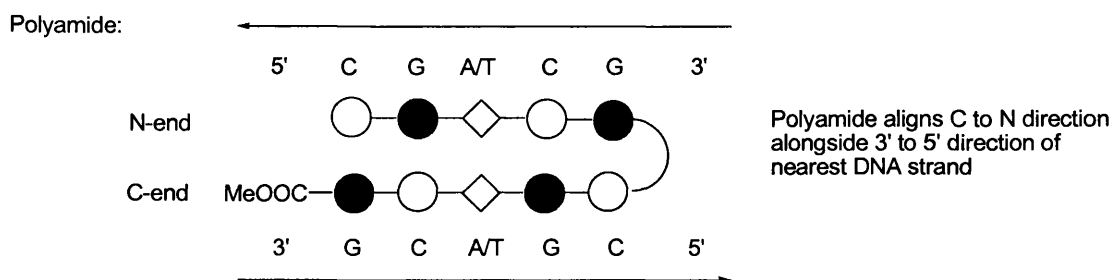 Polyamide:
5' C G A/T C G 3'
N-end
Polyamide aligns C to N direction
alongside 3' to 5' direction of
nearest DNA strand
C-end MeOOC
3' G C A/T G C 5'